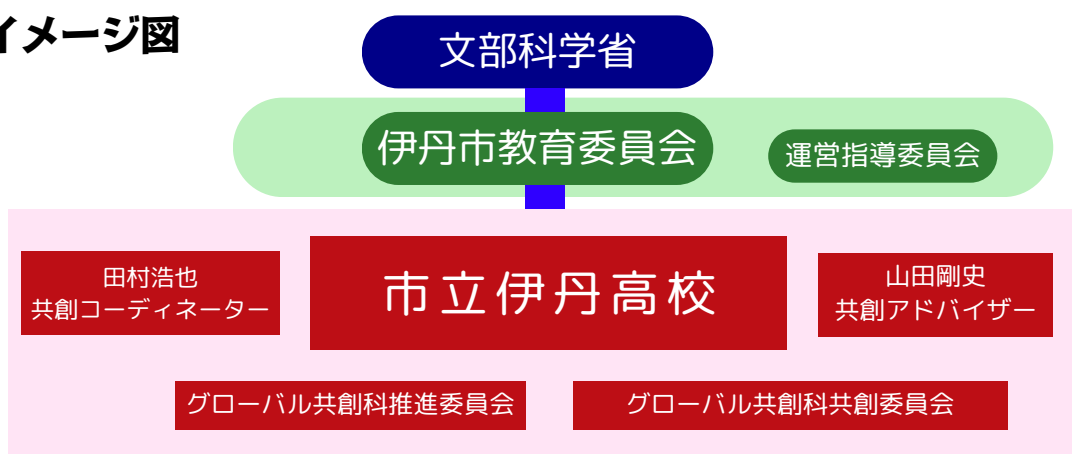 イメージ図
文部科学省
伊丹市教育委員会
運営指導委員会
田村浩也
共創コーディネーター
市立伊丹高校
山田剛史
共創アドバイザー
グローバル共創科推進委員会
グローバル共創科共創委員会